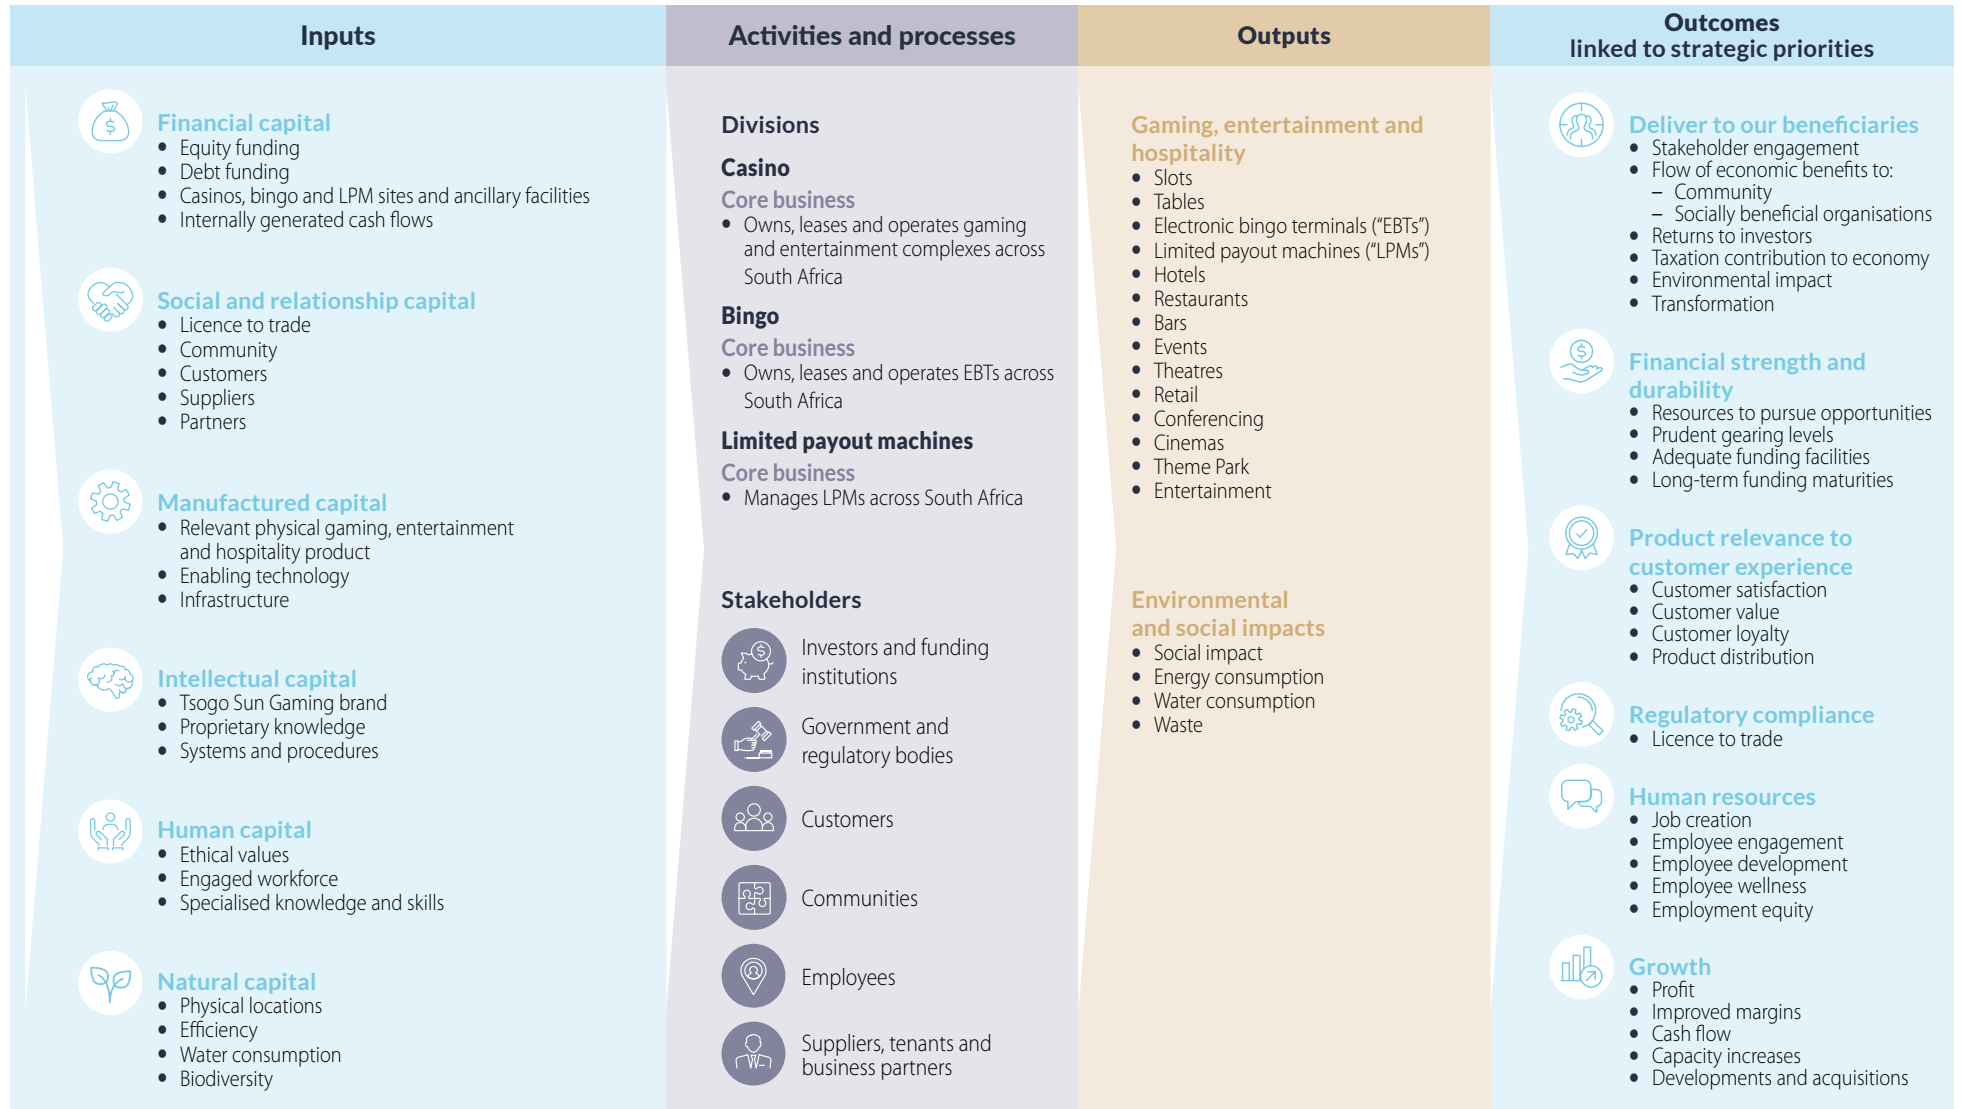 Inputs
Financial capital
• Equity funding
• Debt funding
• Casinos, bingo and LPM sites and ancillary facilities
• Internally generated cash flows
Social and relationship capital
• Licence to trade
• Community
• Customers
• Suppliers
• Partners
Manufactured capital
• Relevant physical gaming, entertainment
and hospitality product
• Enabling technology
• Infrastructure
Intellectual capital
• Tsogo Sun Gaming brand
• Proprietary knowledge
• Systems and procedures
Human capital
• Ethical values
• Engaged workforce
• Specialised knowledge and skills
Natural capital
• Physical locations
• Efficiency
• Water consumption
• Biodiversity
Activities and processes
Divisions
Casino
Core business
• Owns, leases and operates gaming
and entertainment complexes across
South Africa
Bingo
Core business
• Owns, leases and operates EBTs across
South Africa
Limited payout machines
Core business
• Manages LPMs across South Africa
Stakeholders
Investors and funding
institutions
Government and
regulatory bodies
Customers
Communities
Employees
Suppliers, tenants and
business partners
Outputs
Gaming, entertainment and
hospitality
• Slots
• Tables
• Electronic bingo terminals (“EBTs”)
• Limited payout machines (“LPMs”)
• Hotels
• Restaurants
• Bars
• Events
• Theatres
• Retail
• Conferencing
• Cinemas
• Theme Park
• Entertainment
Environmental
and social impacts
• Social impact
• Energy consumption
• Water consumption
• Waste
Outcomes
linked to strategic priorities
Deliver to our beneficiaries
• Stakeholder engagement
• Flow of economic benefits to:
– Community
– Socially beneficial organisations
• Returns to investors
• Taxation contribution to economy
• Environmental impact
• Transformation
Financial strength and
durability
• Resources to pursue opportunities
• Prudent gearing levels
• Adequate funding facilities
• Long-term funding maturities
Product relevance to
customer experience
• Customer satisfaction
• Customer value
• Customer loyalty
• Product distribution
Regulatory compliance
• Licence to trade
Human resources
• Job creation
• Employee engagement
• Employee development
• Employee wellness
• Employment equity
Growth
• Profit
• Improved margins
• Cash flow
• Capacity increases
• Developments and acquisitions